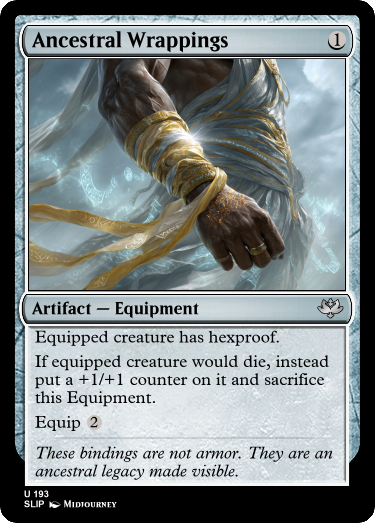 Ancestral Wrappings 1
Artifact — Equipment
Equipped creature has hexproof.
If equipped creature would die, instead
put a +1/+1 counter on it and sacrifice
this Equipment.
Equip 2
These bindings are not armor. They are an
ancestral legacy made visible.
U 193
SLIP Midjourney